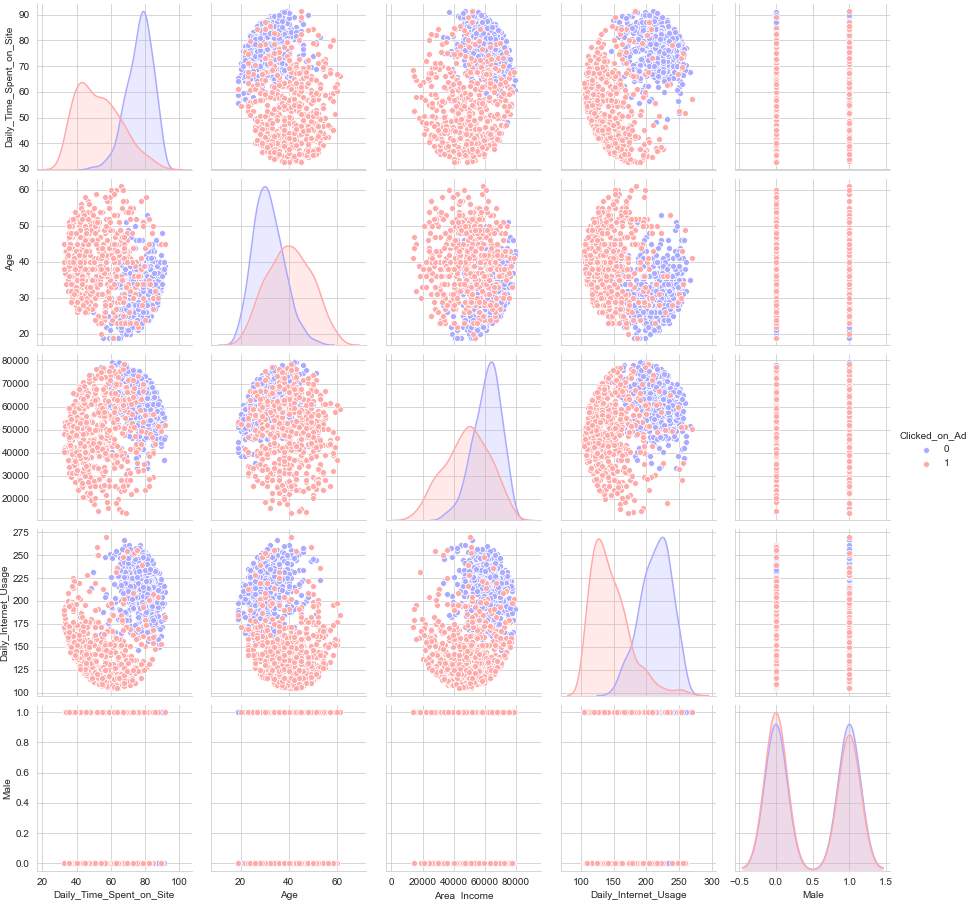 90
80
70
60
50
40
30
Daily_Time_Spent_on_Site
60
50
40
30
20
Age
80000
70000
60000
50000
40000
30000
20000
Area_Income
Clicked_on_Ad
0
1
275
250
225
200
175
150
125
100
Daily_Internet_Usage
1.0
0.8
0.6
0.4
0.2
0.0
Male
20 40 60 80 100
Daily_Time_Spent_on_Site
20 40 60
Age
0 20000 40000 60000 80000
Area_Income
100 150 200 250 300
Daily_Internet_Usage
−0.5 0.0 0.5 1.0 1.5
Male